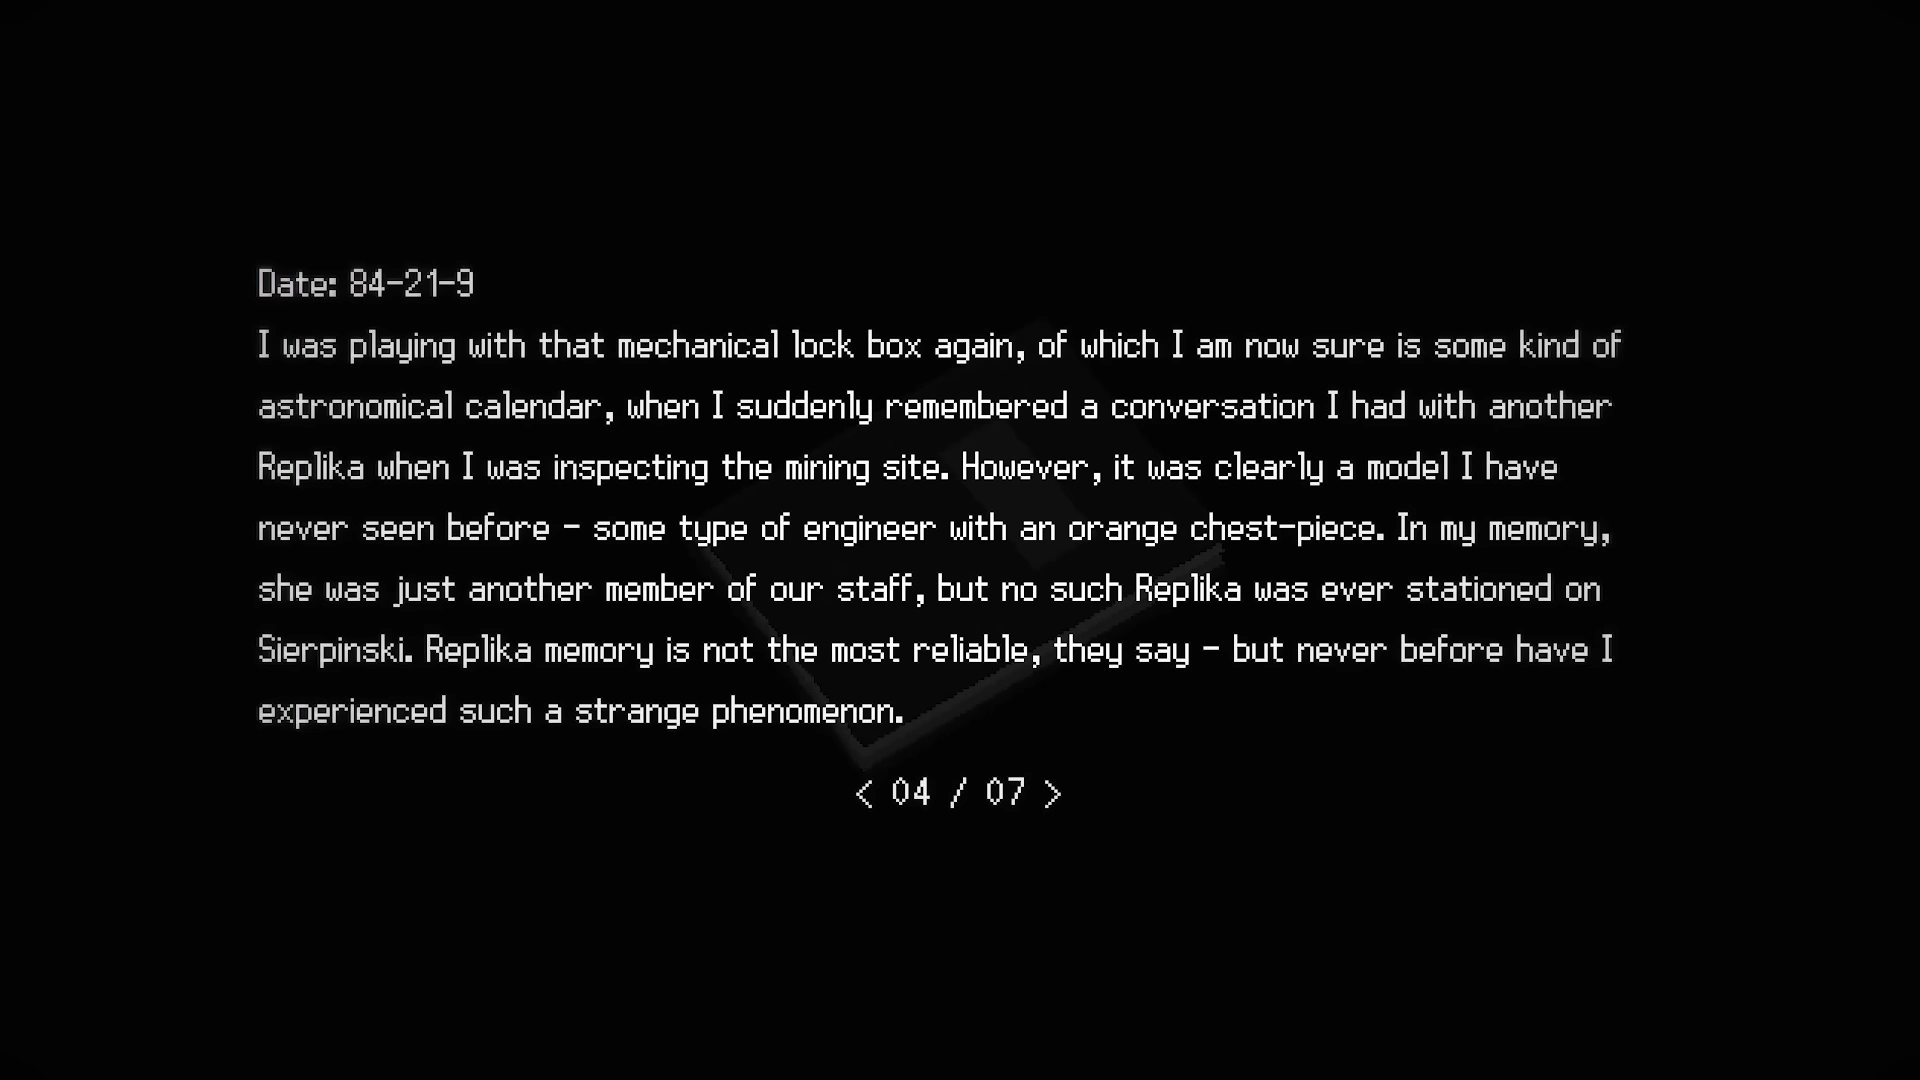 Date: 84-21-9
I was playing with that mechanical lock box again, of which I am now sure is some kind of
astronomical calendar, when I suddenly remembered a conversation I had with another
Replika when I was inspecting the mining site. However, it was clearly a model I have
never seen before - some type of engineer with an orange chest-piece. In my memory,
she was just another member of our staff, but no such Replika was ever stationed on
Sierpinski. Replika memory is not the most reliable, they say - but never before have I
experienced such a strange phenomenon.
< 04 / 07 >